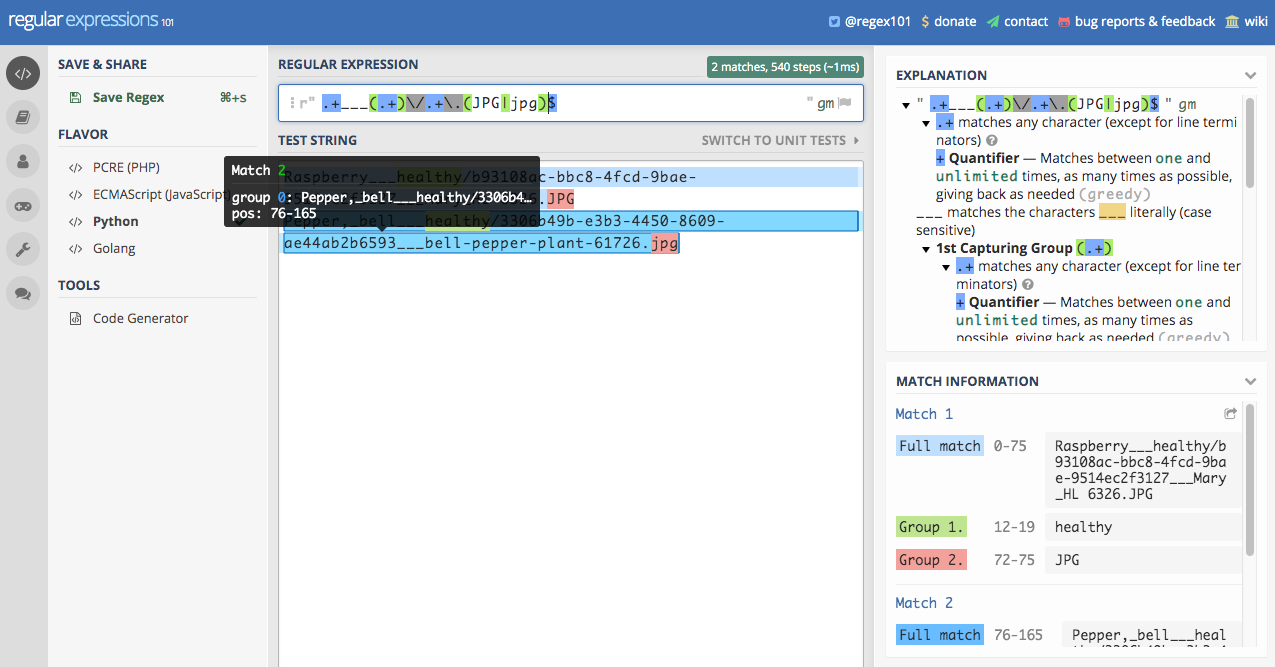 regular expressions 101
@regex101
$ donate
contact
bug reports & feedback
wiki
SAVE & SHARE
Save Regex ⌘+s
FLAVOR
</> PCRE (PHP)
</> ECMAScript (JavaScript)
</> Python
</> Golang
TOOLS
Code Generator
REGULAR EXPRESSION
2 matches, 540 steps (~1ms)
r" .+___(.+)\/.+\.(JPG|jpg)$ " gm
TEST STRING
SWITCH TO UNIT TESTS
Match 2
group 0: Pepper,_bell___healthy/3306b4…
pos: 76-165
Raspberry___healthy/b93108ac-bbc8-4fcd-9bae-
.JPG
Pepper,_bell___healthy/3306b49b-e3b3-4450-8609-
ae44ab2b6593___bell-pepper-plant-61726.jpg
EXPLANATION
" .+___(.+)\/.+\.(JPG|jpg)$ " gm
.+ matches any character (except for line termi
nators)
+ Quantifier — Matches between one and
unlimited times, as many times as possible,
giving back as needed (greedy)
___ matches the characters ___ literally (case
sensitive)
1st Capturing Group (.+)
.+ matches any character (except for line ter
minators)
+ Quantifier — Matches between one and
unlimited times, as many times as
possible, giving back as needed (greedy)
MATCH INFORMATION
Match 1
Full match 0-75 Raspberry___healthy/b
93108ac-bbc8-4fcd-9ba
e-9514ec2f3127___Mary
_HL 6326.JPG
Group 1. 12-19 healthy
Group 2. 72-75 JPG
Match 2
Full match 76-165 Pepper,_bell___heal